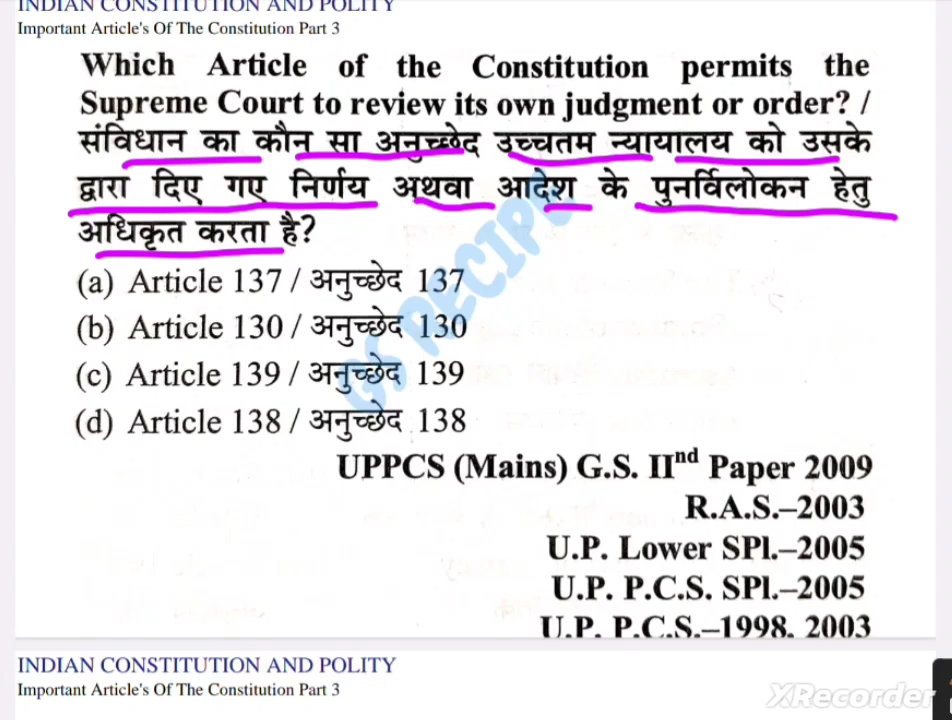 INDIAN CONSTITUTION AND POLITY
Important Article's Of The Constitution Part 3
Which Article of the Constitution permits the
Supreme Court to review its own judgment or order? /
संविधान का कौन सा अनुच्छेद उच्चतम न्यायालय को उसके
द्वारा दिए गए निर्णय अथवा आदेश के पुनर्विलोकन हेतु
अधिकृत करता है?
(a) Article 137 / अनुच्छेद 137
(b) Article 130 / अनुच्छेद 130
(c) Article 139 / अनुच्छेद 139
(d) Article 138 / अनुच्छेद 138
GS RECIPE
UPPCS (Mains) G.S. IInd Paper 2009
R.A.S.–2003
U.P. Lower SPl.–2005
U.P. P.C.S. SPl.–2005
U.P. P.C.S.–1998, 2003
INDIAN CONSTITUTION AND POLITY
Important Article's Of The Constitution Part 3
XRecorder